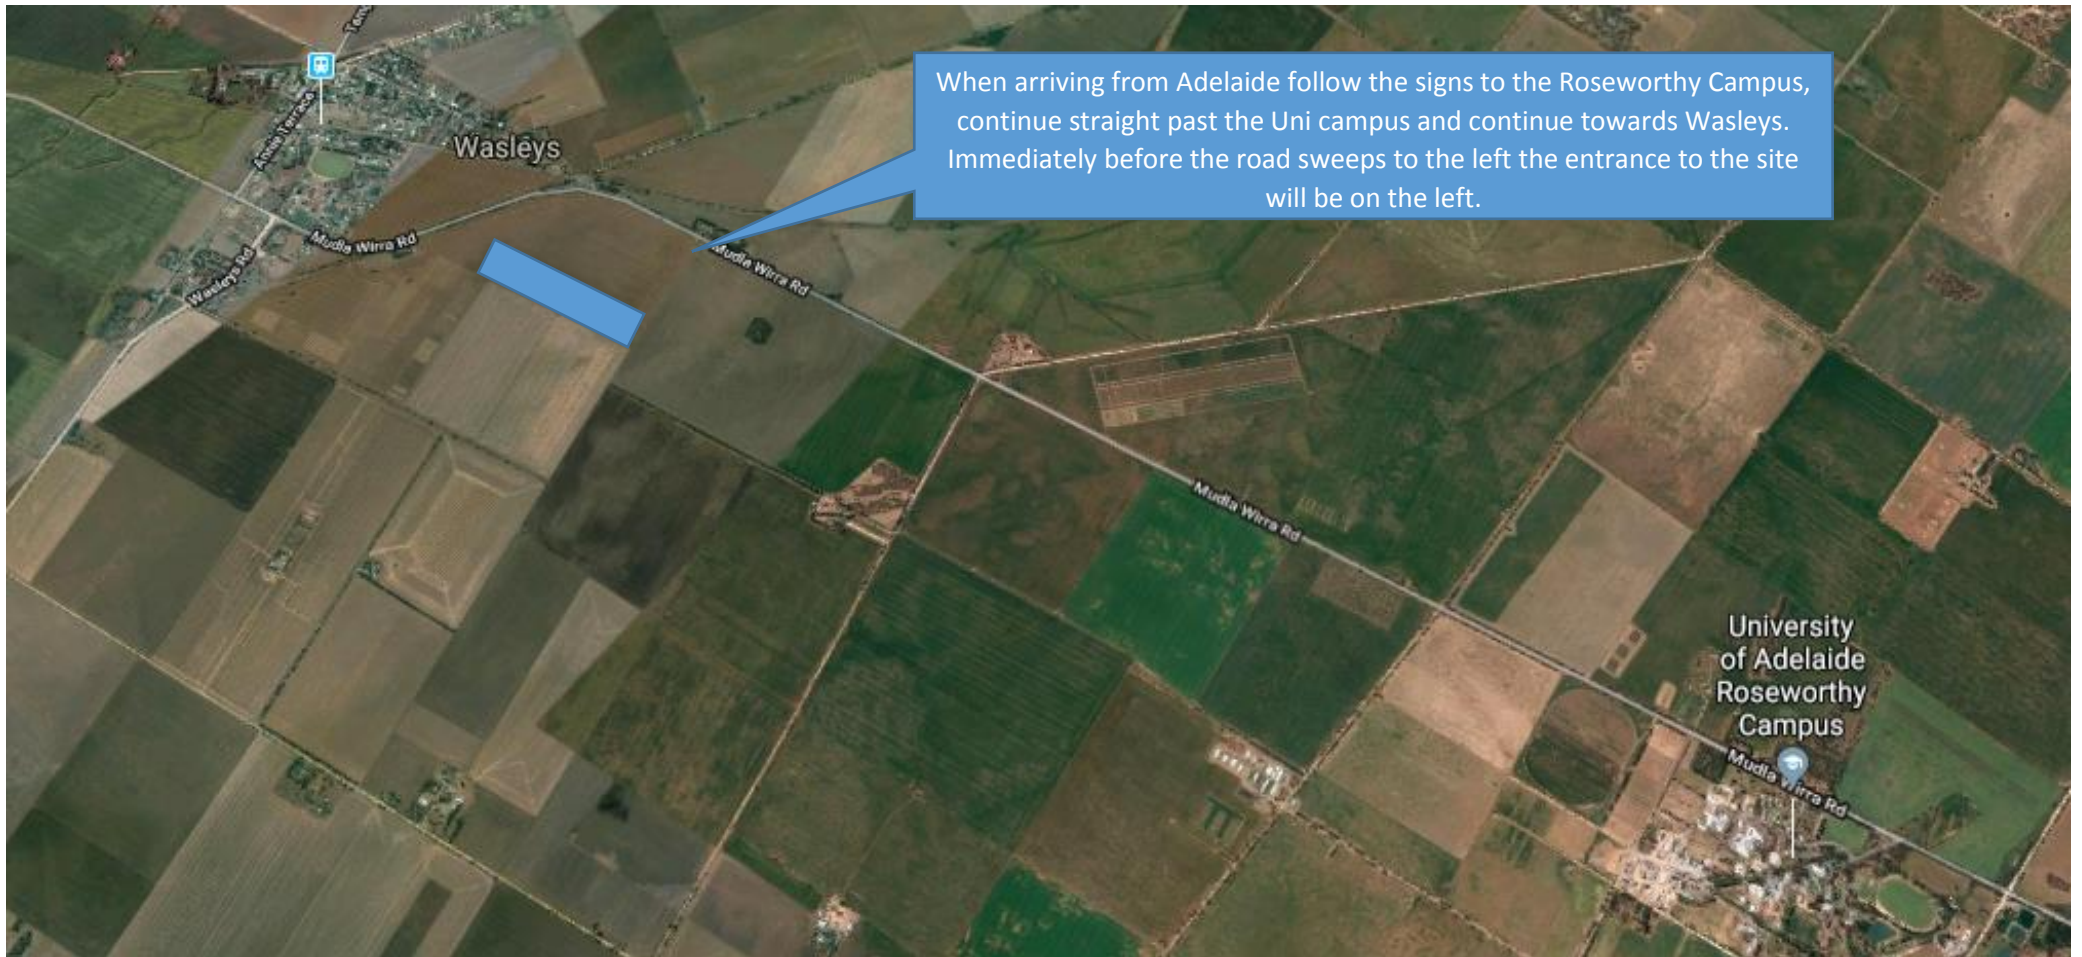 Temp
When arriving from Adelaide follow the signs to the Roseworthy Campus,
continue straight past the Uni campus and continue towards Wasleys.
Immediately before the road sweeps to the left the entrance to the site
will be on the left.
Annie Terrace
Wasleys
Mudla Wirra Rd
Wasleys Rd
Mudla Wirra Rd
Mudla Wirra Rd
University
of Adelaide
Roseworthy
Campus
Mudla Wirra Rd